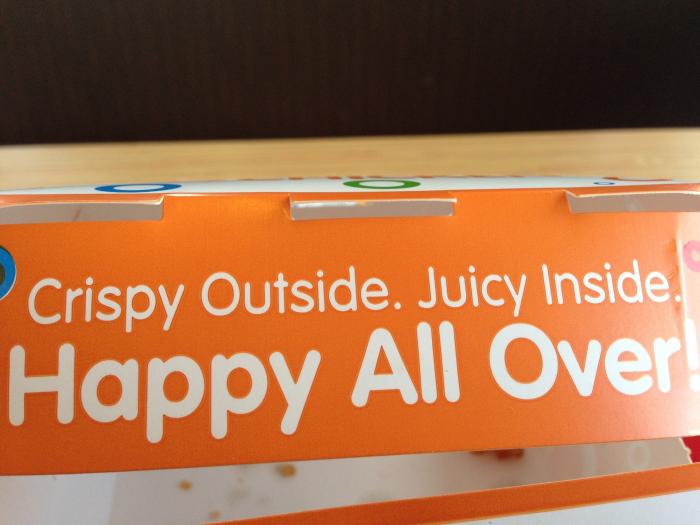 Crispy Outside. Juicy Inside.
Happy All Over!